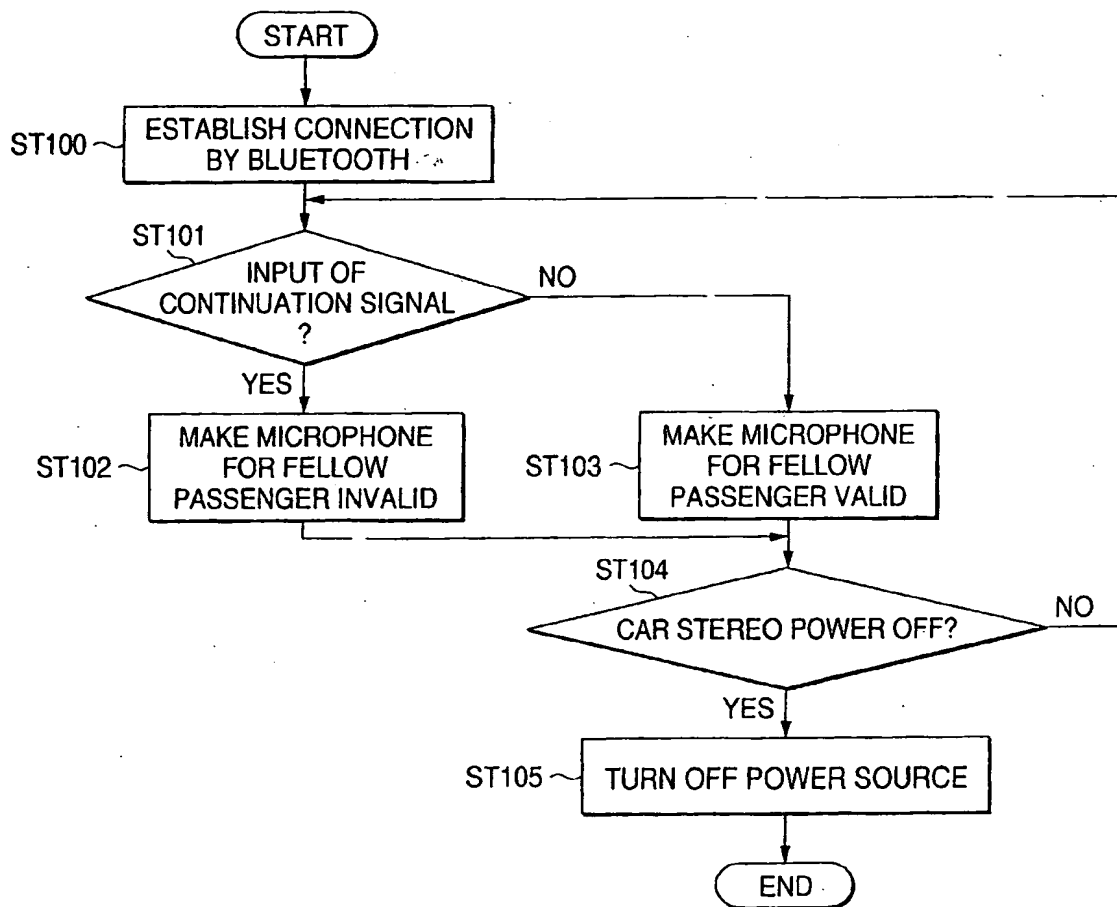 START
ST100
ESTABLISH CONNECTION
BY BLUETOOTH
ST101
INPUT OF
CONTINUATION SIGNAL
?
NO
YES
ST102
MAKE MICROPHONE
FOR FELLOW
PASSENGER INVALID
ST103
MAKE MICROPHONE
FOR FELLOW
PASSENGER VALID
ST104
CAR STEREO POWER OFF?
NO
YES
ST105
TURN OFF POWER SOURCE
END